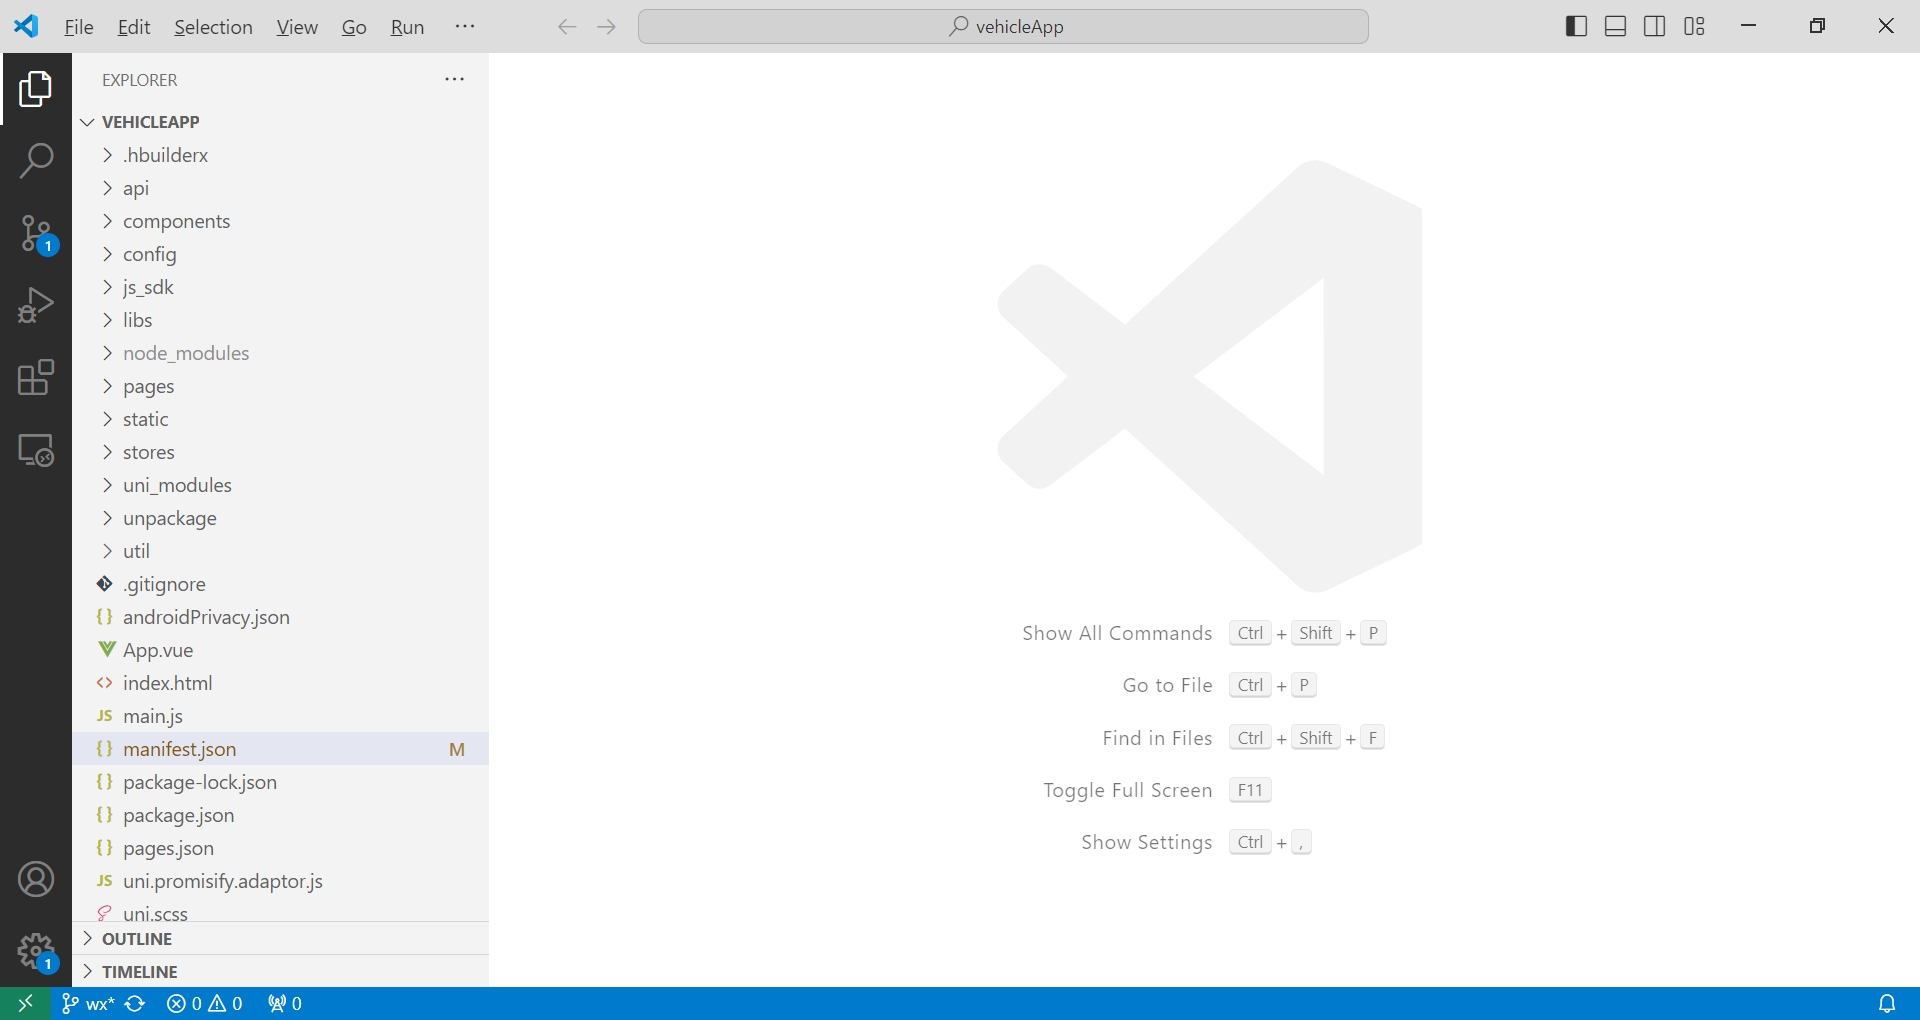 File Edit Selection View Go Run ···
vehicleApp
EXPLORER ···
VEHICLEAPP
.hbuilderx
api
components
config
js_sdk
libs
node_modules
pages
static
stores
uni_modules
unpackage
util
.gitignore
{} androidPrivacy.json
App.vue
<> index.html
JS main.js
{} manifest.json M
{} package-lock.json
{} package.json
{} pages.json
JS uni.promisify.adaptor.js
uni.scss
OUTLINE
TIMELINE
1
1
Show All Commands Ctrl + Shift + P
Go to File Ctrl + P
Find in Files Ctrl + Shift + F
Toggle Full Screen F11
Show Settings Ctrl + ,
wx* 0 0 0